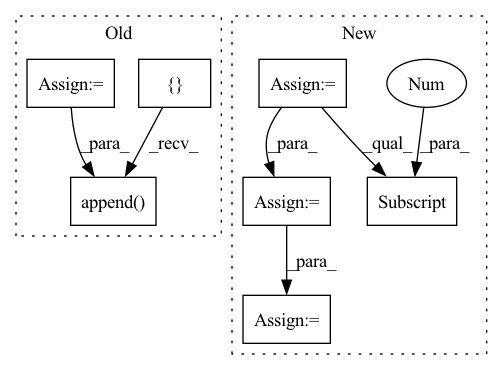 Old
New
Assign:=
{}
Assign:=
Num
_para_
_recv_
_para_
_qual_
_para_
append()
Assign:=
Subscript
_para_
Assign:=